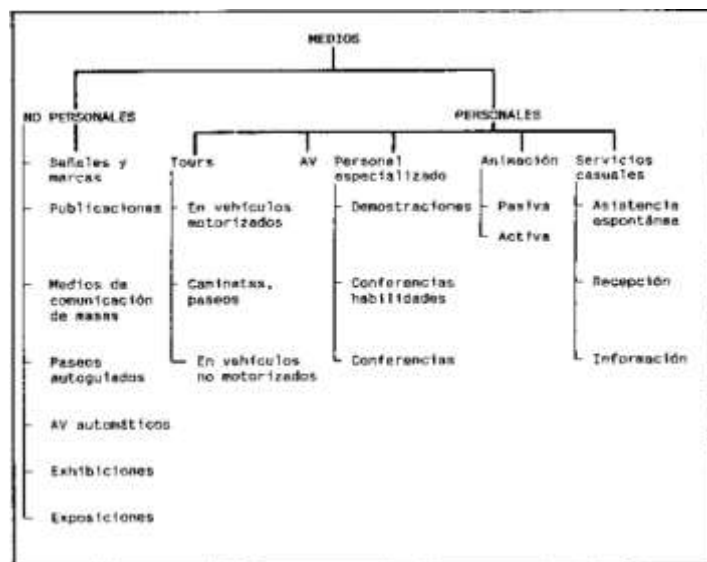 MEDIOS
NO PERSONALES
PERSONALES
Señales y
marcas
Publicaciones
Medios de
comunicación
de masas
Paseos
autoguiados
AV automáticos
Exhibiciones
Exposiciones
Tours
En vehículos
motorizados
Caminatas,
paseos
En vehículos
no motorizados
AV
Personal
especializado
Demostraciones
Conferencias
habilidades
Conferencias
Animación
Pasiva
Activa
Servicios
casuales
Asistencia
espontánea
Recepción
Información